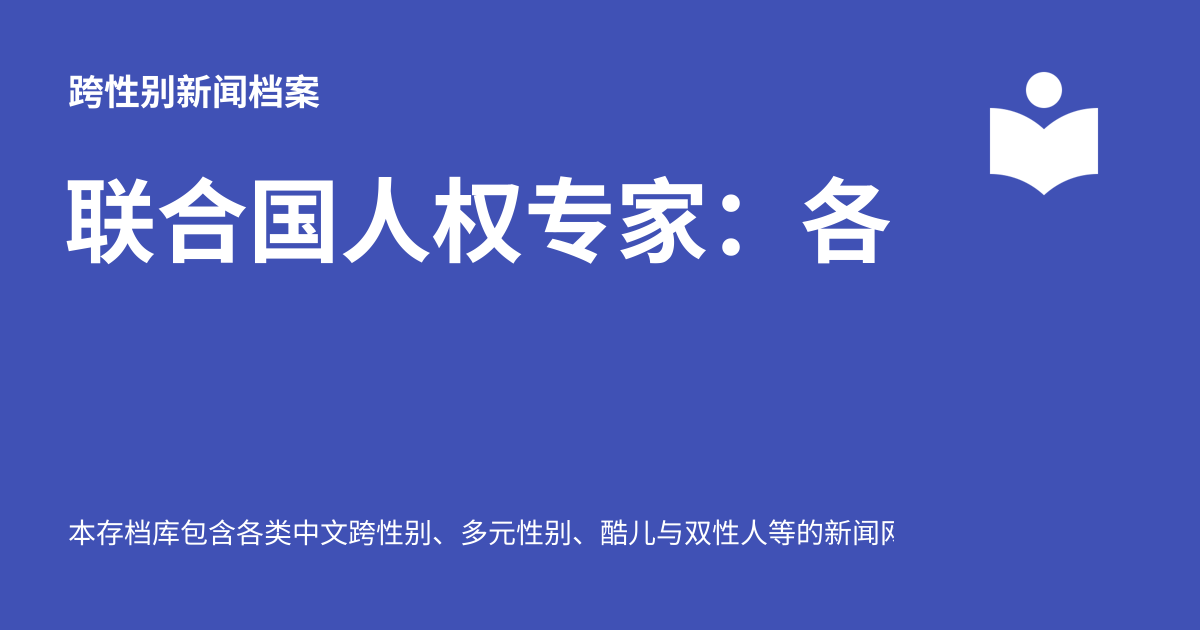 跨性别新闻档案
联合国人权专家：各
本存档库包含各类中文跨性别、多元性别、酷儿与双性人等的新闻